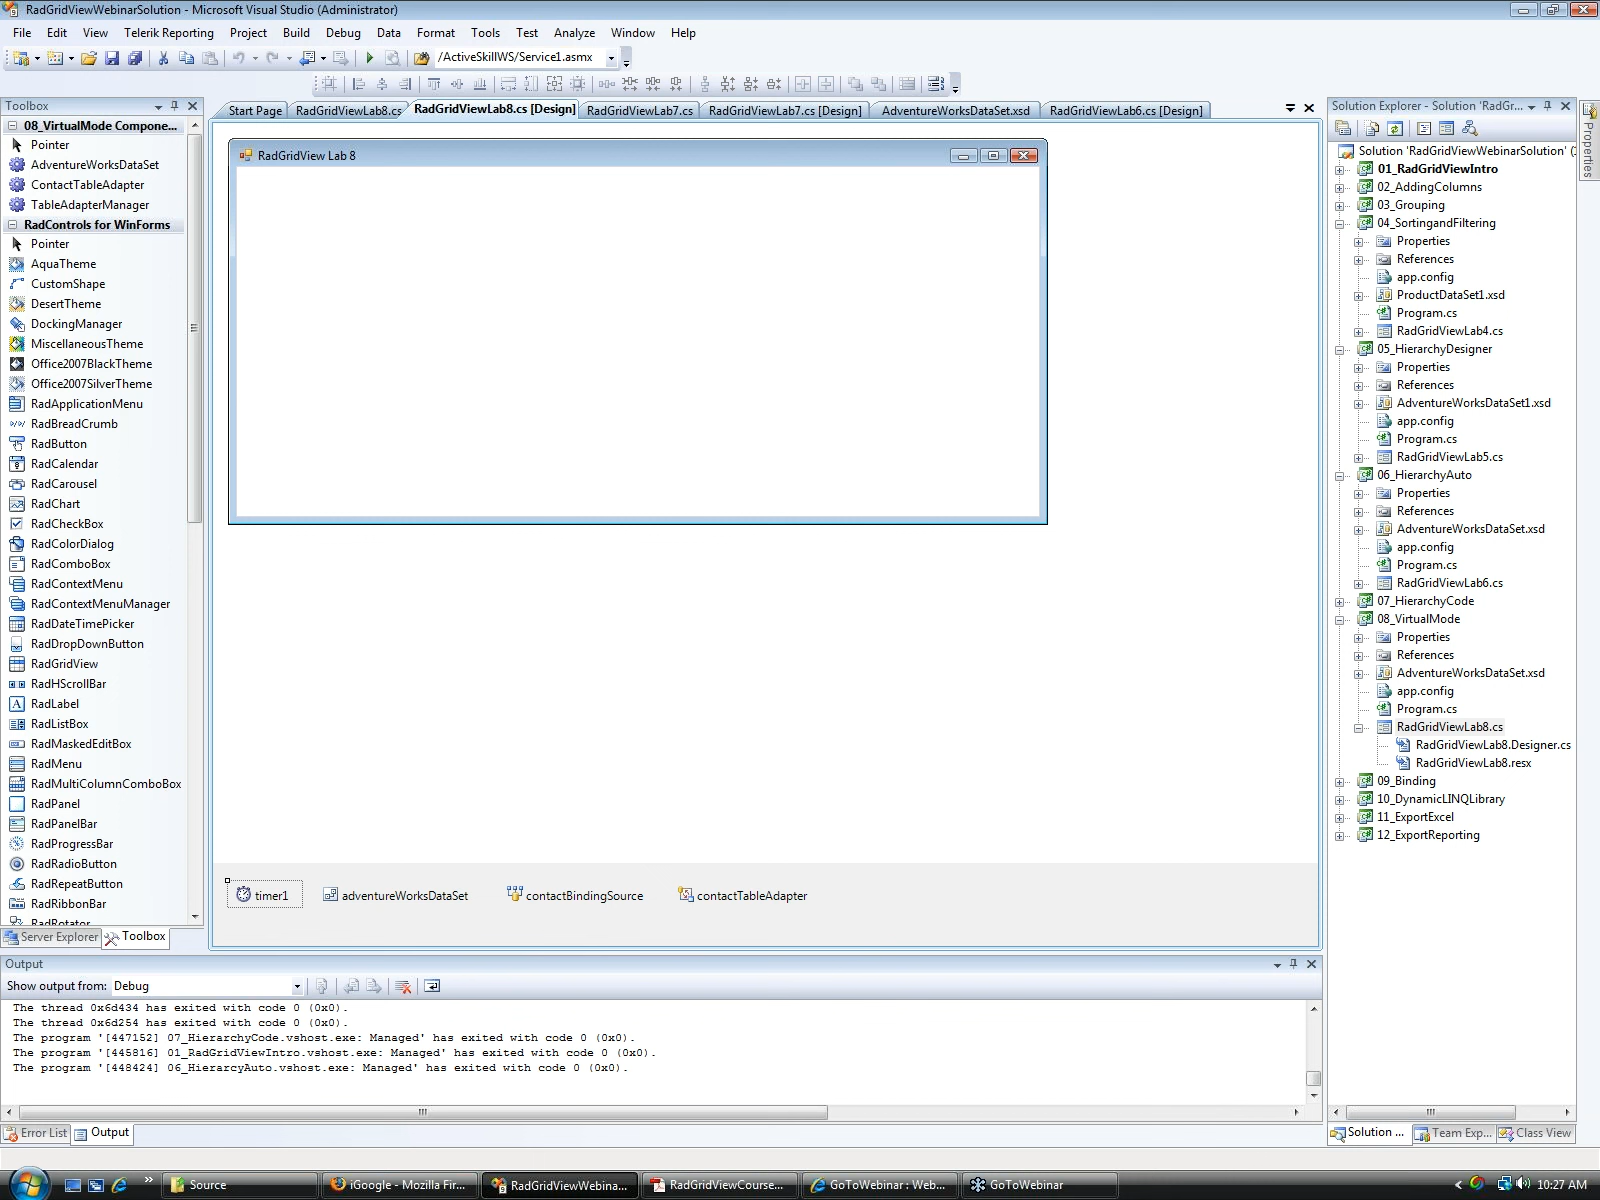 RadGridViewWebinarSolution - Microsoft Visual Studio (Administrator)
File Edit View Telerik Reporting Project Build Debug Data Format Tools Test Analyze Window Help
/ActiveSkillWS/Service1.asmx
Toolbox
08_VirtualMode Compone...
Pointer
AdventureWorksDataSet
ContactTableAdapter
TableAdapterManager
RadControls for WinForms
Pointer
AquaTheme
CustomShape
DesertTheme
DockingManager
MiscellaneousTheme
Office2007BlackTheme
Office2007SilverTheme
RadApplicationMenu
RadBreadCrumb
RadButton
RadCalendar
RadCarousel
RadChart
RadCheckBox
RadColorDialog
RadComboBox
RadContextMenu
RadContextMenuManager
RadDateTimePicker
RadDropDownButton
RadGridView
RadHScrollBar
RadLabel
RadListBox
RadMaskedEditBox
RadMenu
RadMultiColumnComboBox
RadPanel
RadPanelBar
RadProgressBar
RadRadioButton
RadRepeatButton
RadRibbonBar
RadRotator
Server Explorer Toolbox
Start Page RadGridViewLab8.cs RadGridViewLab8.cs [Design] RadGridViewLab7.cs RadGridViewLab7.cs [Design] AdventureWorksDataSet.xsd RadGridViewLab6.cs [Design]
RadGridView Lab 8
timer1 adventureWorksDataSet contactBindingSource contactTableAdapter
Solution Explorer - Solution 'RadGr...
Properties
Solution 'RadGridViewWebinarSolution' (
01_RadGridViewIntro
02_AddingColumns
03_Grouping
04_SortingandFiltering
Properties
References
app.config
ProductDataSet1.xsd
Program.cs
RadGridViewLab4.cs
05_HierarchyDesigner
Properties
References
AdventureWorksDataSet1.xsd
app.config
Program.cs
RadGridViewLab5.cs
06_HierarchyAuto
Properties
References
AdventureWorksDataSet.xsd
app.config
Program.cs
RadGridViewLab6.cs
07_HierarchyCode
08_VirtualMode
Properties
References
AdventureWorksDataSet.xsd
app.config
Program.cs
RadGridViewLab8.cs
RadGridViewLab8.Designer.cs
RadGridViewLab8.resx
09_Binding
10_DynamicLINQLibrary
11_ExportExcel
12_ExportReporting
Solution ... Team Exp... Class View
Output
Show output from: Debug
The thread 0x6d434 has exited with code 0 (0x0).
The thread 0x6d254 has exited with code 0 (0x0).
The program '[447152] 07_HierarchyCode.vshost.exe: Managed' has exited with code 0 (0x0).
The program '[445816] 01_RadGridViewIntro.vshost.exe: Managed' has exited with code 0 (0x0).
The program '[448424] 06_HierarcyAuto.vshost.exe: Managed' has exited with code 0 (0x0).
Error List Output
Source iGoogle - Mozilla Fir... RadGridViewWebina... RadGridViewCourse... GoToWebinar : Web... GoToWebinar 10:27 AM